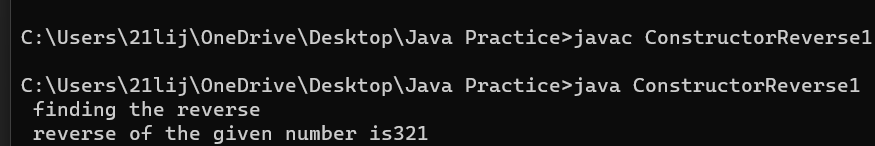 C:\Users\21lij\OneDrive\Desktop\Java Practice>javac ConstructorReverse1
C:\Users\21lij\OneDrive\Desktop\Java Practice>java ConstructorReverse1
finding the reverse
reverse of the given number is321